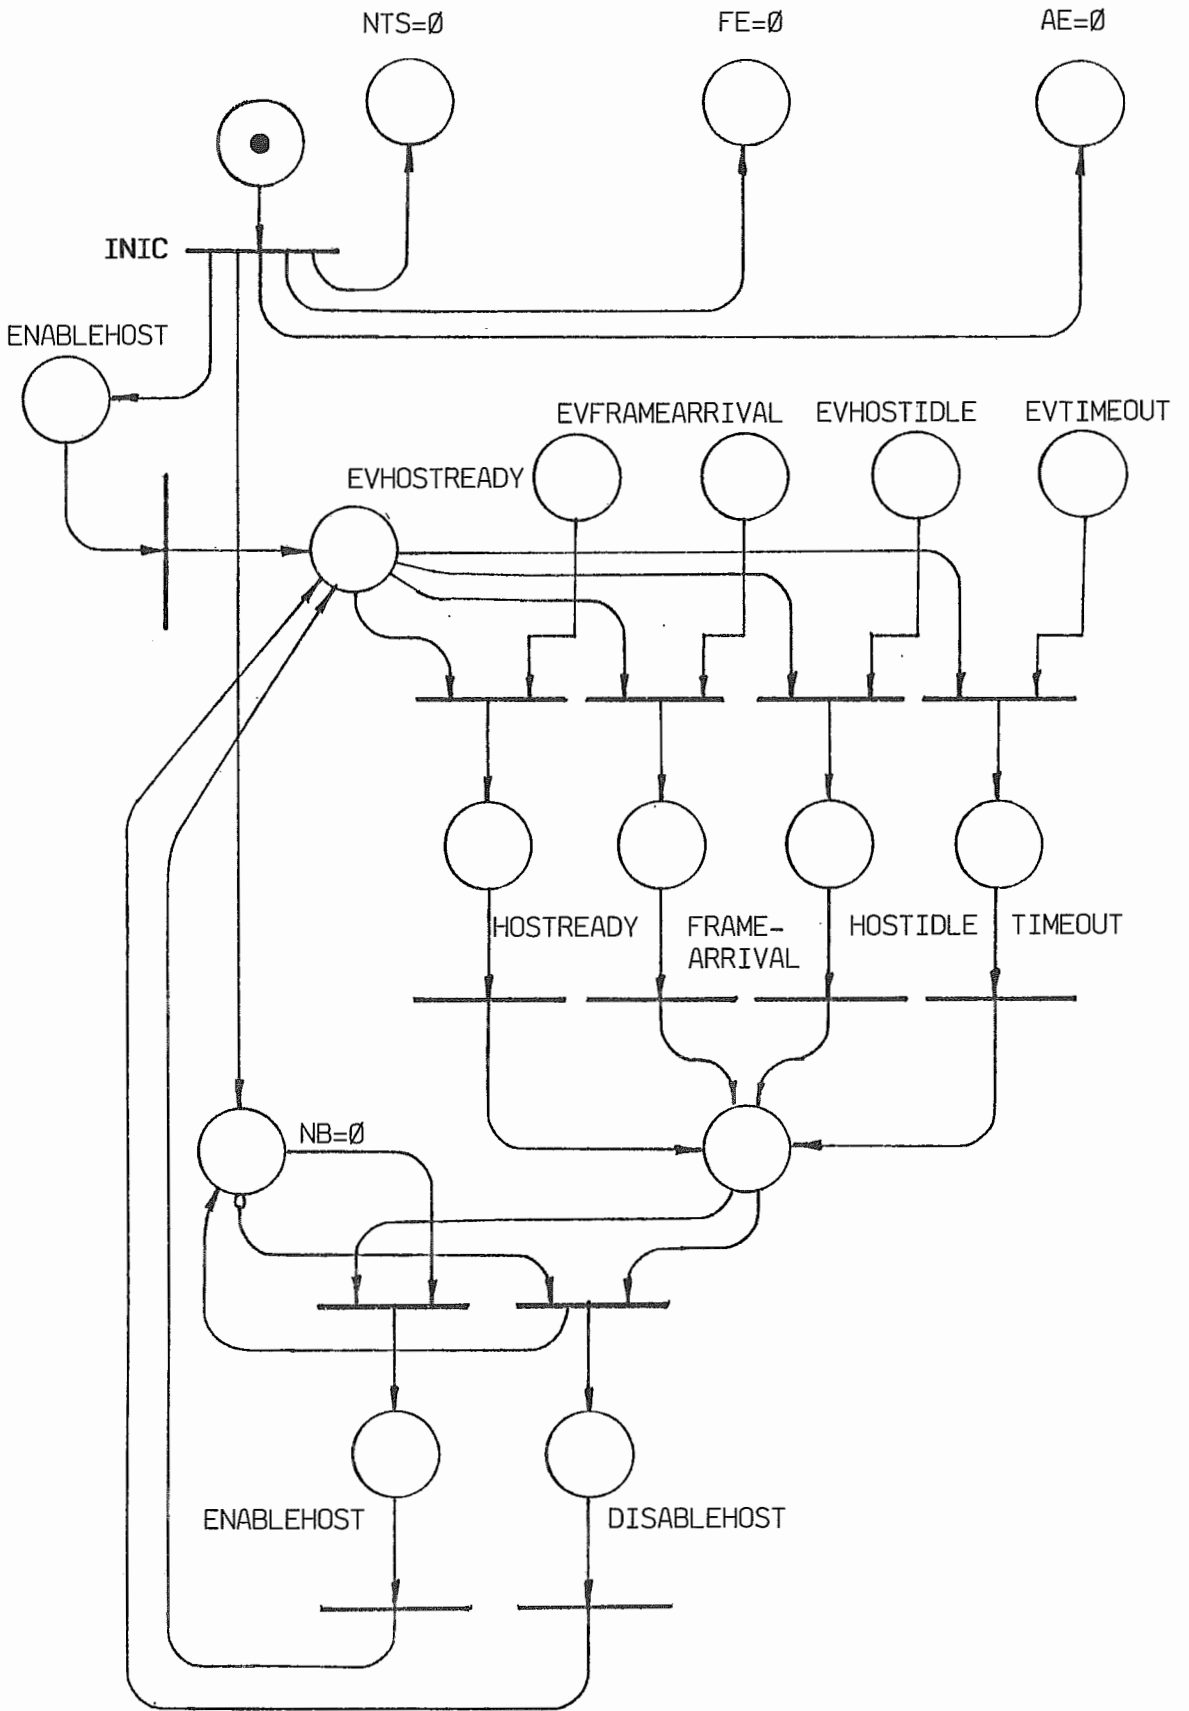 NTS=Ø
FE=Ø
AE=Ø
INIC
ENABLEHOST
EVFRAMEARRIVAL
EVHOSTIDLE
EVTIMEOUT
EVHOSTREADY
HOSTREADY
FRAME-
ARRIVAL
HOSTIDLE
TIMEOUT
NB=Ø
ENABLEHOST
DISABLEHOST